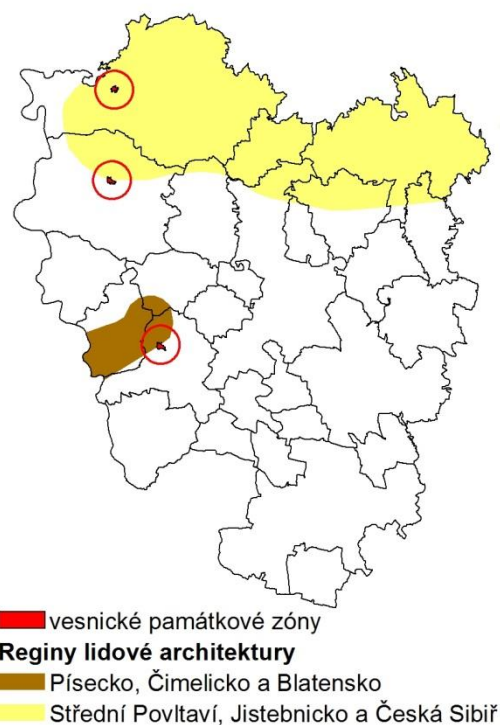 vesnické památkové zóny
Reginy lidové architektury
Písecko, Čimelicko a Blatensko
Střední Povltaví, Jistebnicko a Česká Sibiř